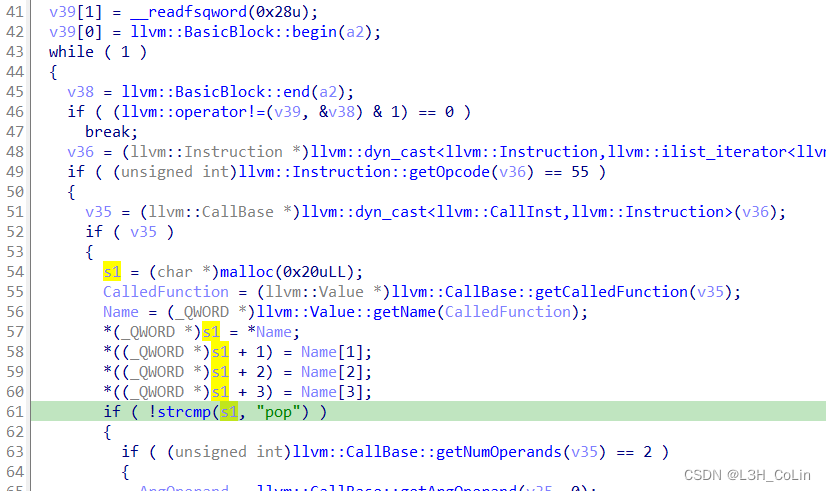 41 v39[1] = __readfsqword(0x28u);
42 v39[0] = llvm::BasicBlock::begin(a2);
43 while ( 1 )
44 {
45 v38 = llvm::BasicBlock::end(a2);
46 if ( (llvm::operator!=(v39, &v38) & 1) == 0 )
47 break;
48 v36 = (llvm::Instruction *)llvm::dyn_cast<llvm::Instruction,llvm::ilist_iterator<llvm
49 if ( (unsigned int)llvm::Instruction::getOpcode(v36) == 55 )
50 {
51 v35 = (llvm::CallBase *)llvm::dyn_cast<llvm::CallInst,llvm::Instruction>(v36);
52 if ( v35 )
53 {
54 s1 = (char *)malloc(0x20uLL);
55 CalledFunction = (llvm::Value *)llvm::CallBase::getCalledFunction(v35);
56 Name = (_QWORD *)llvm::Value::getName(CalledFunction);
57 *(_QWORD *)s1 = *Name;
58 *((_QWORD *)s1 + 1) = Name[1];
59 *((_QWORD *)s1 + 2) = Name[2];
60 *((_QWORD *)s1 + 3) = Name[3];
61 if ( !strcmp(s1, "pop") )
62 {
63 if ( (unsigned int)llvm::CallBase::getNumOperands(v35) == 2 )
64 {
CSDN @L3H_CoLin